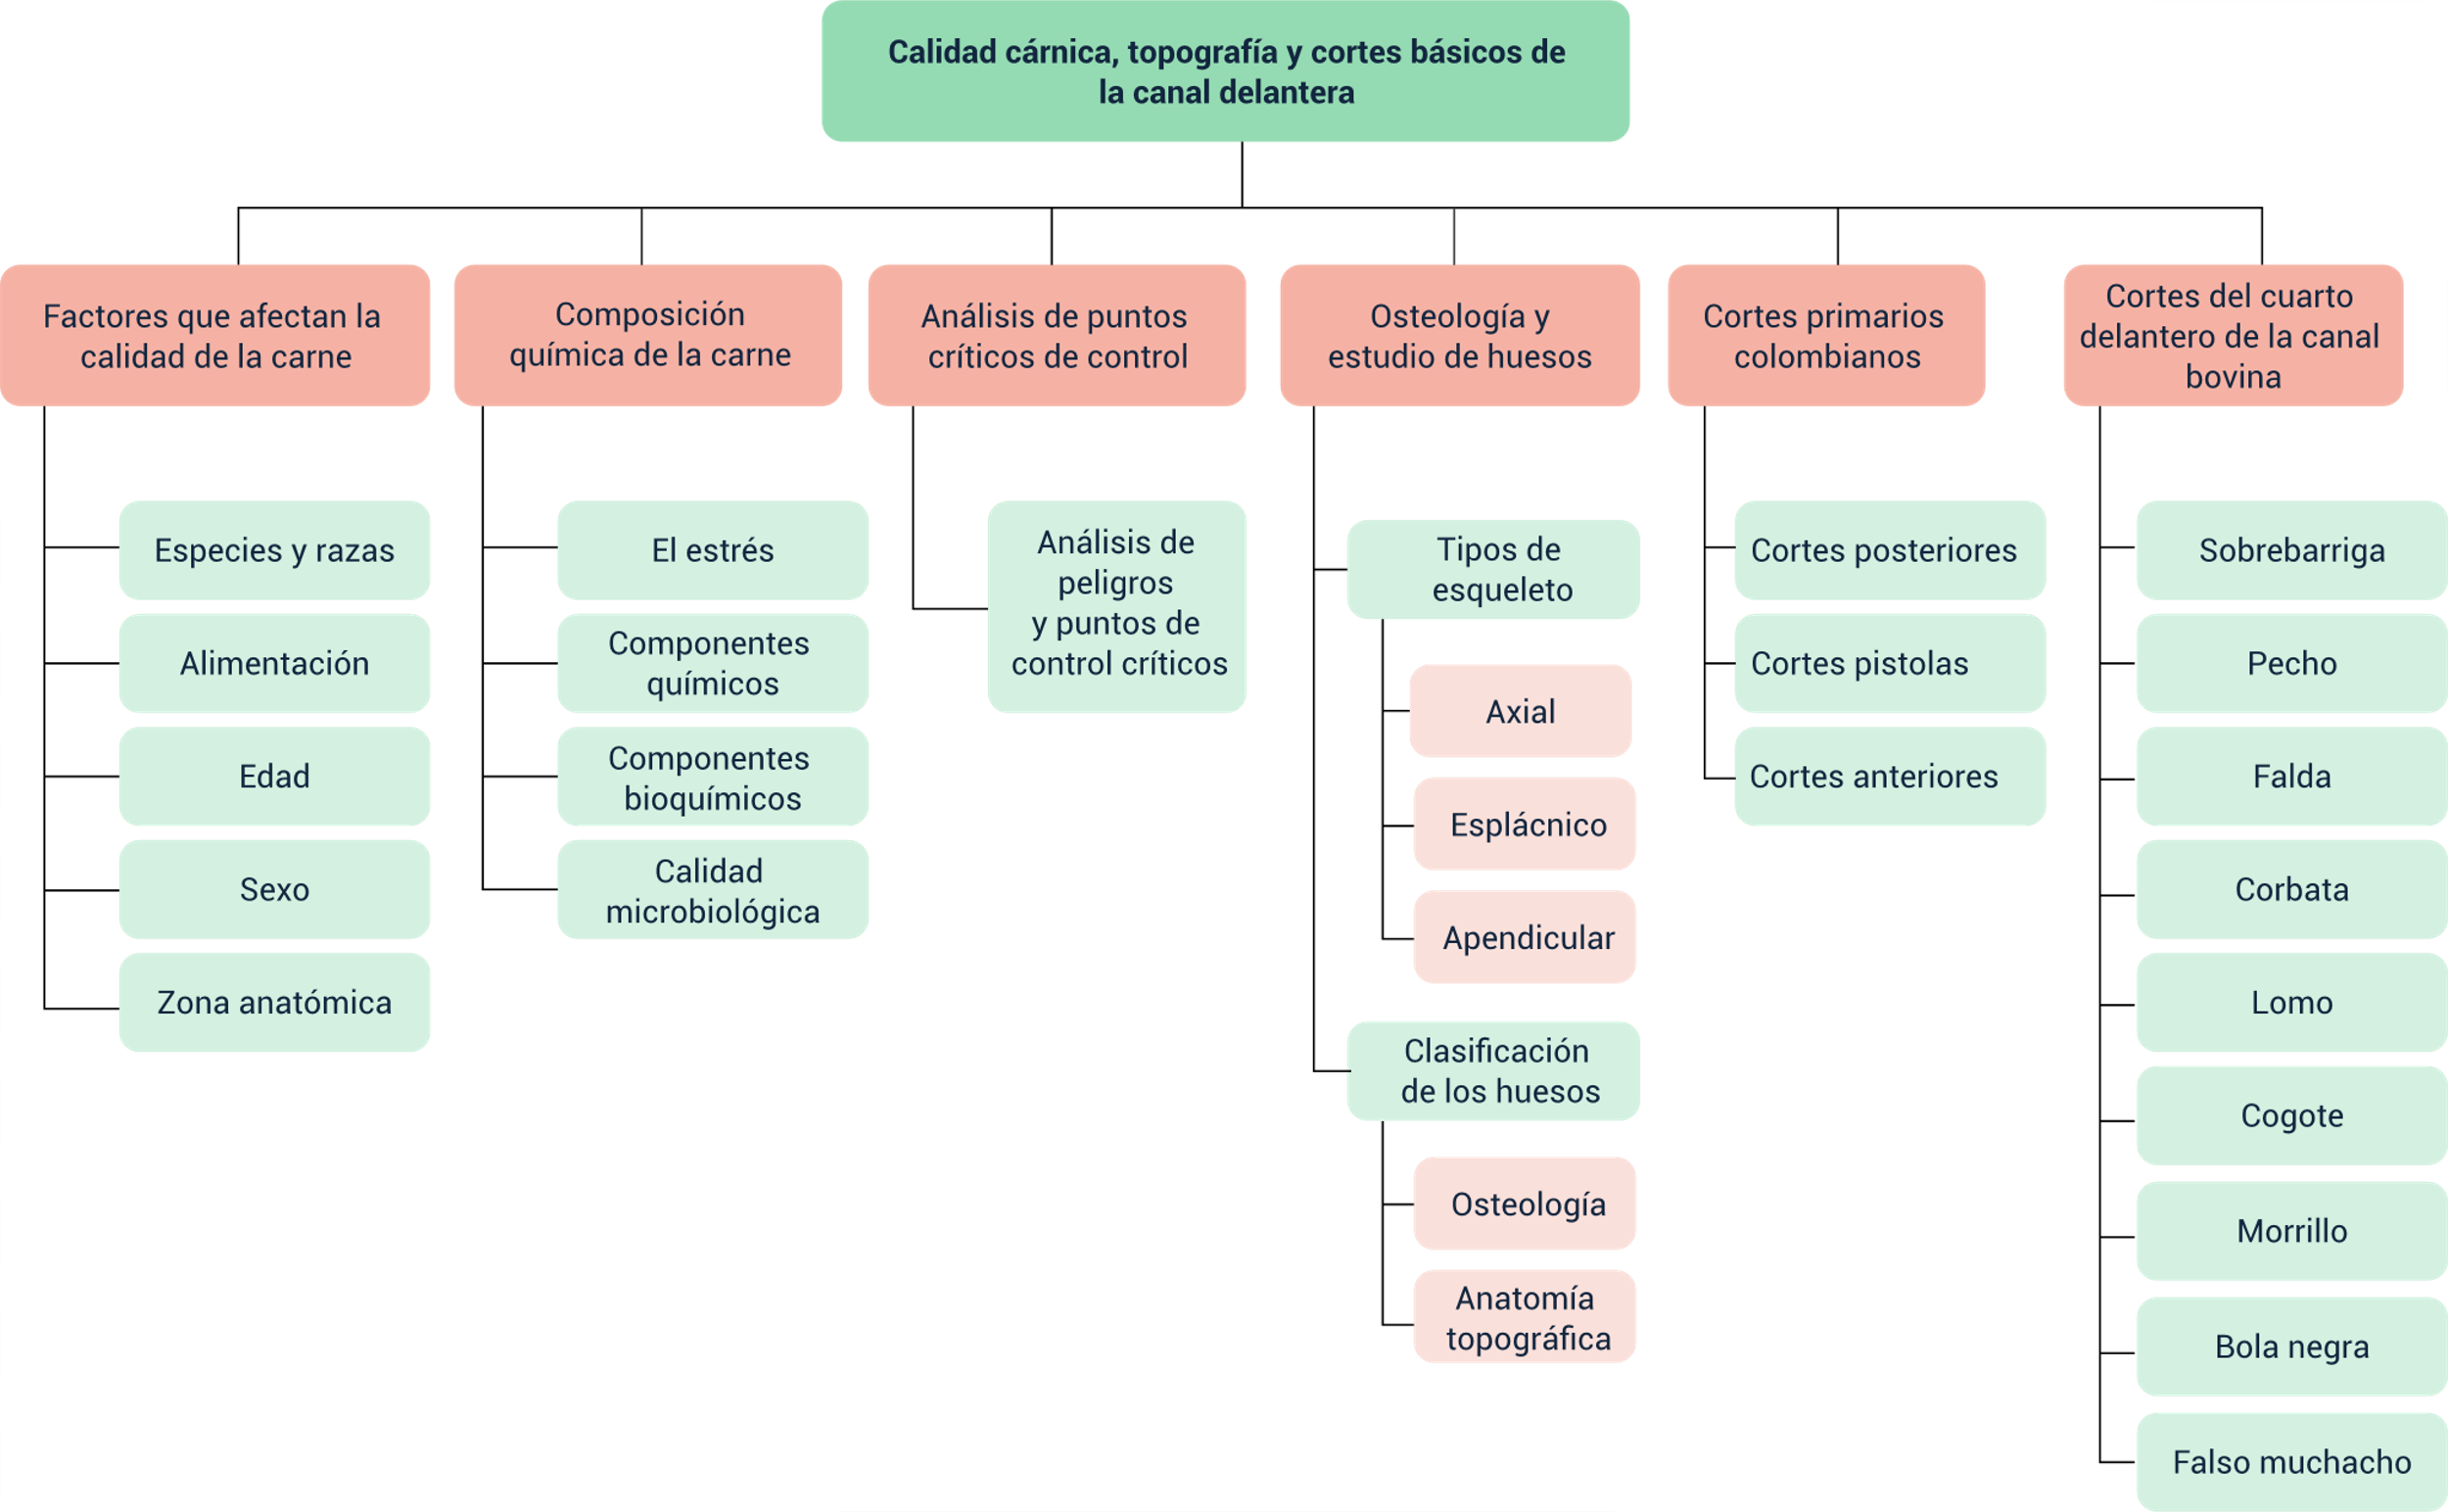 Calidad cárnica, topografía y cortes básicos de
la canal delantera
Factores que afectan la
calidad de la carne
Especies y razas
Alimentación
Edad
Sexo
Zona anatómica
Composición
química de la carne
El estrés
Componentes
químicos
Componentes
bioquímicos
Calidad
microbiológica
Análisis de puntos
críticos de control
Análisis de
peligros
y puntos de
control críticos
Osteología y
estudio de huesos
Tipos de
esqueleto
Axial
Esplácnico
Apendicular
Clasificación
de los huesos
Osteología
Anatomía
topográfica
Cortes primarios
colombianos
Cortes posteriores
Cortes pistolas
Cortes anteriores
Cortes del cuarto
delantero de la canal
bovina
Sobrebarriga
Pecho
Falda
Corbata
Lomo
Cogote
Morrillo
Bola negra
Falso muchacho